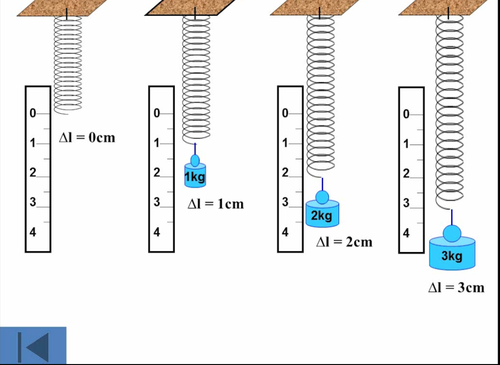 0
1
2
3
4
Δl = 0cm
0
1
2
3
4
1kg
Δl = 1cm
0
1
2
3
4
2kg
Δl = 2cm
0
1
2
3
4
3kg
Δl = 3cm